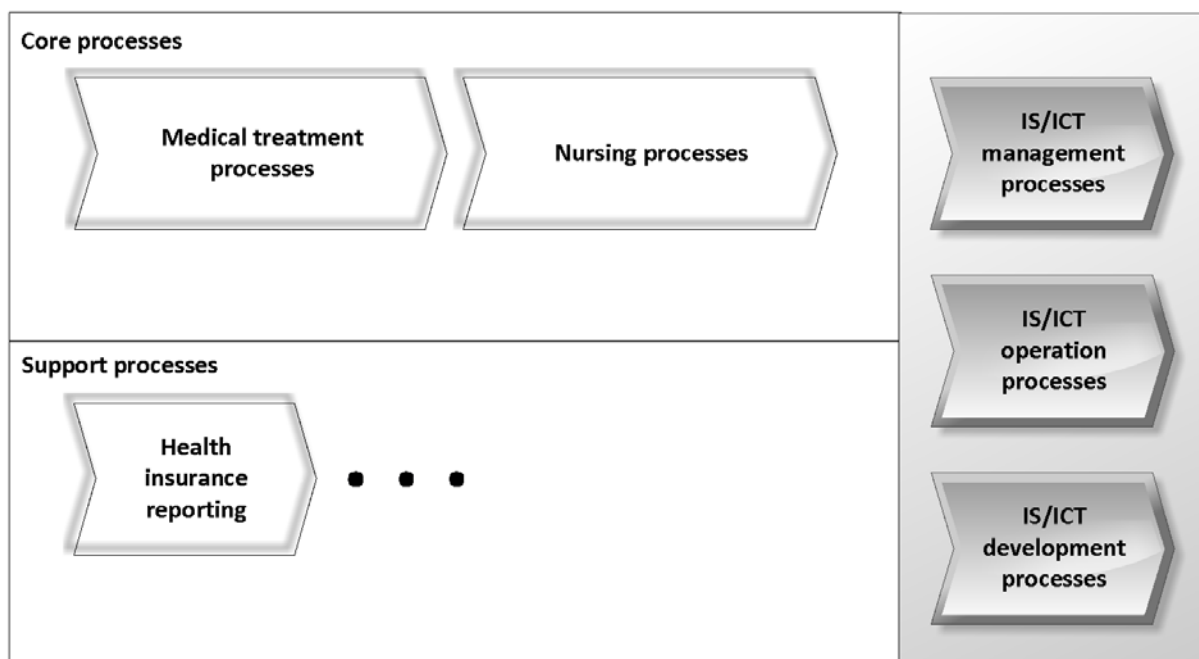 Core processes
Medical treatment
processes
Nursing processes
Support processes
Health
insurance
reporting
IS/ICT
management
processes
IS/ICT
operation
processes
IS/ICT
development
processes